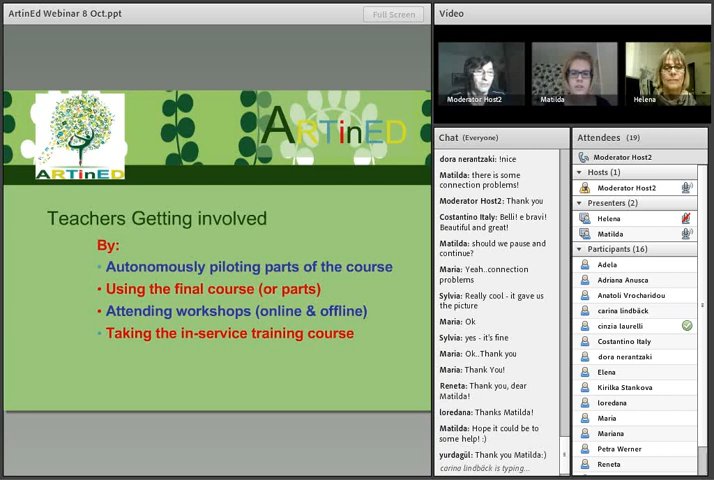 ArtinEd Webinar 8 Oct.ppt
Full Screen
ARTinED
ARTinED
Teachers Getting involved
By:
• Autonomously piloting parts of the course
• Using the final course (or parts)
• Attending workshops (online & offline)
• Taking the in-service training course
Video
Moderator Host2
Matilda
Helena
Chat (Everyone)
dora nerantzaki: !nice
Matilda: there is some
connection problems!
Moderator Host2: Thank you
Costantino Italy: Belli! e bravi!
Beautiful and great!
Matilda: should we pause and
continue?
Maria: Yeah..connection
problems
Sylvia: Really cool - it gave us
the picture
Maria: Ok
Sylvia: yes - it's fine
Maria: Ok..Thank you
Maria: Thank You!
Reneta: Thank you, dear
Matilda!
loredana: Thanks Matilda!
Matilda: Hope it could be to
some help! :)
yurdagül: Thank you Matilda:)
carina lindbäck is typing...
Attendees (19)
Moderator Host2
Hosts (1)
Moderator Host2
Presenters (2)
Helena
Matilda
Participants (16)
Adela
Adriana Anusca
Anatoli Vrocharidou
carina lindbäck
cinzia laurelli
Costantino Italy
dora nerantzaki
Elena
Kirilka Stankova
loredana
Maria
Mariana
Petra Werner
Reneta